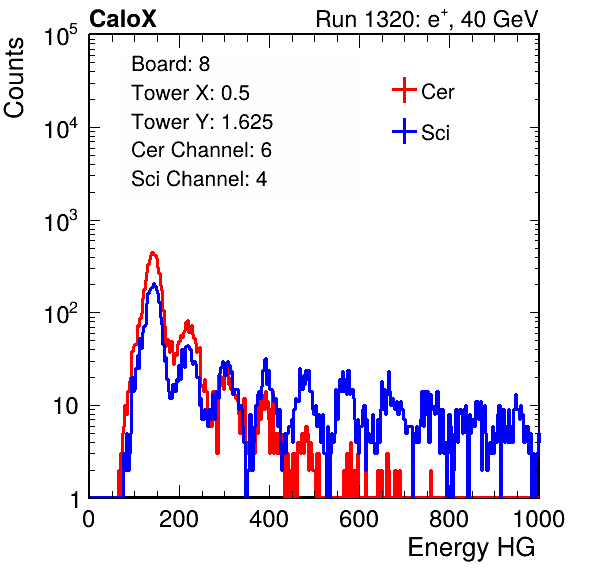 CaloX Run 1320: e⁺, 40 GeV
Counts
10⁵
10⁴
10³
10²
10
1
Board: 8
Tower X: 0.5
Tower Y: 1.625
Cer Channel: 6
Sci Channel: 4
Cer
Sci
0 200 400 600 800 1000
Energy HG